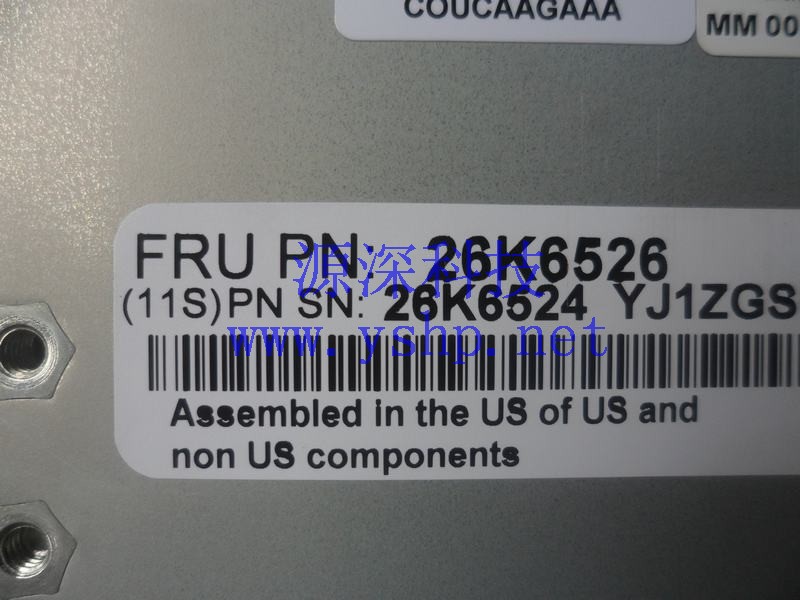 COUCAAGAAA
MM 00
FRU PN: 26K6526
源深科技
(11S) PN SN: 26K6524 YJ1ZGS
www.yshp.net
Assembled in the US of US and
non US components